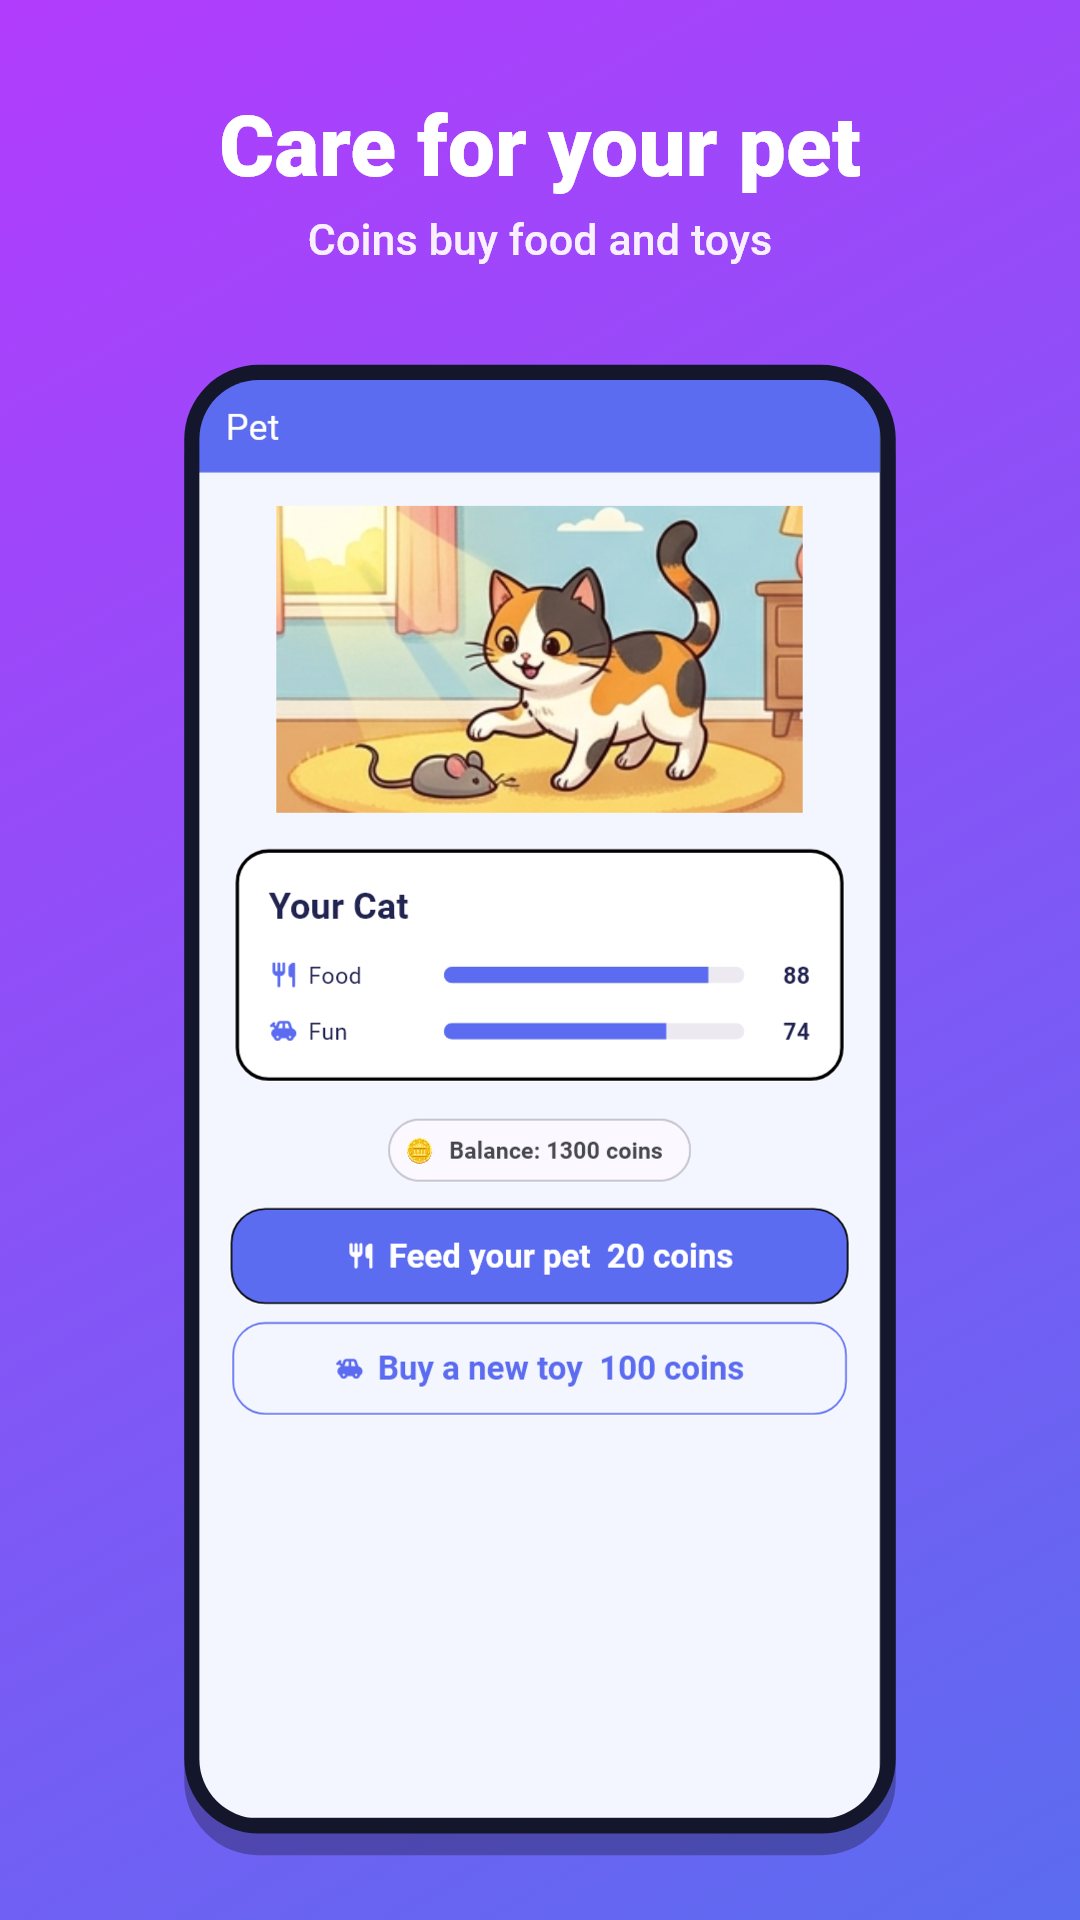 Care for your pet
Coins buy food and toys
Pet
Your Cat
Food 88
Fun 74
Balance: 1300 coins
Feed your pet 20 coins
Buy a new toy 100 coins